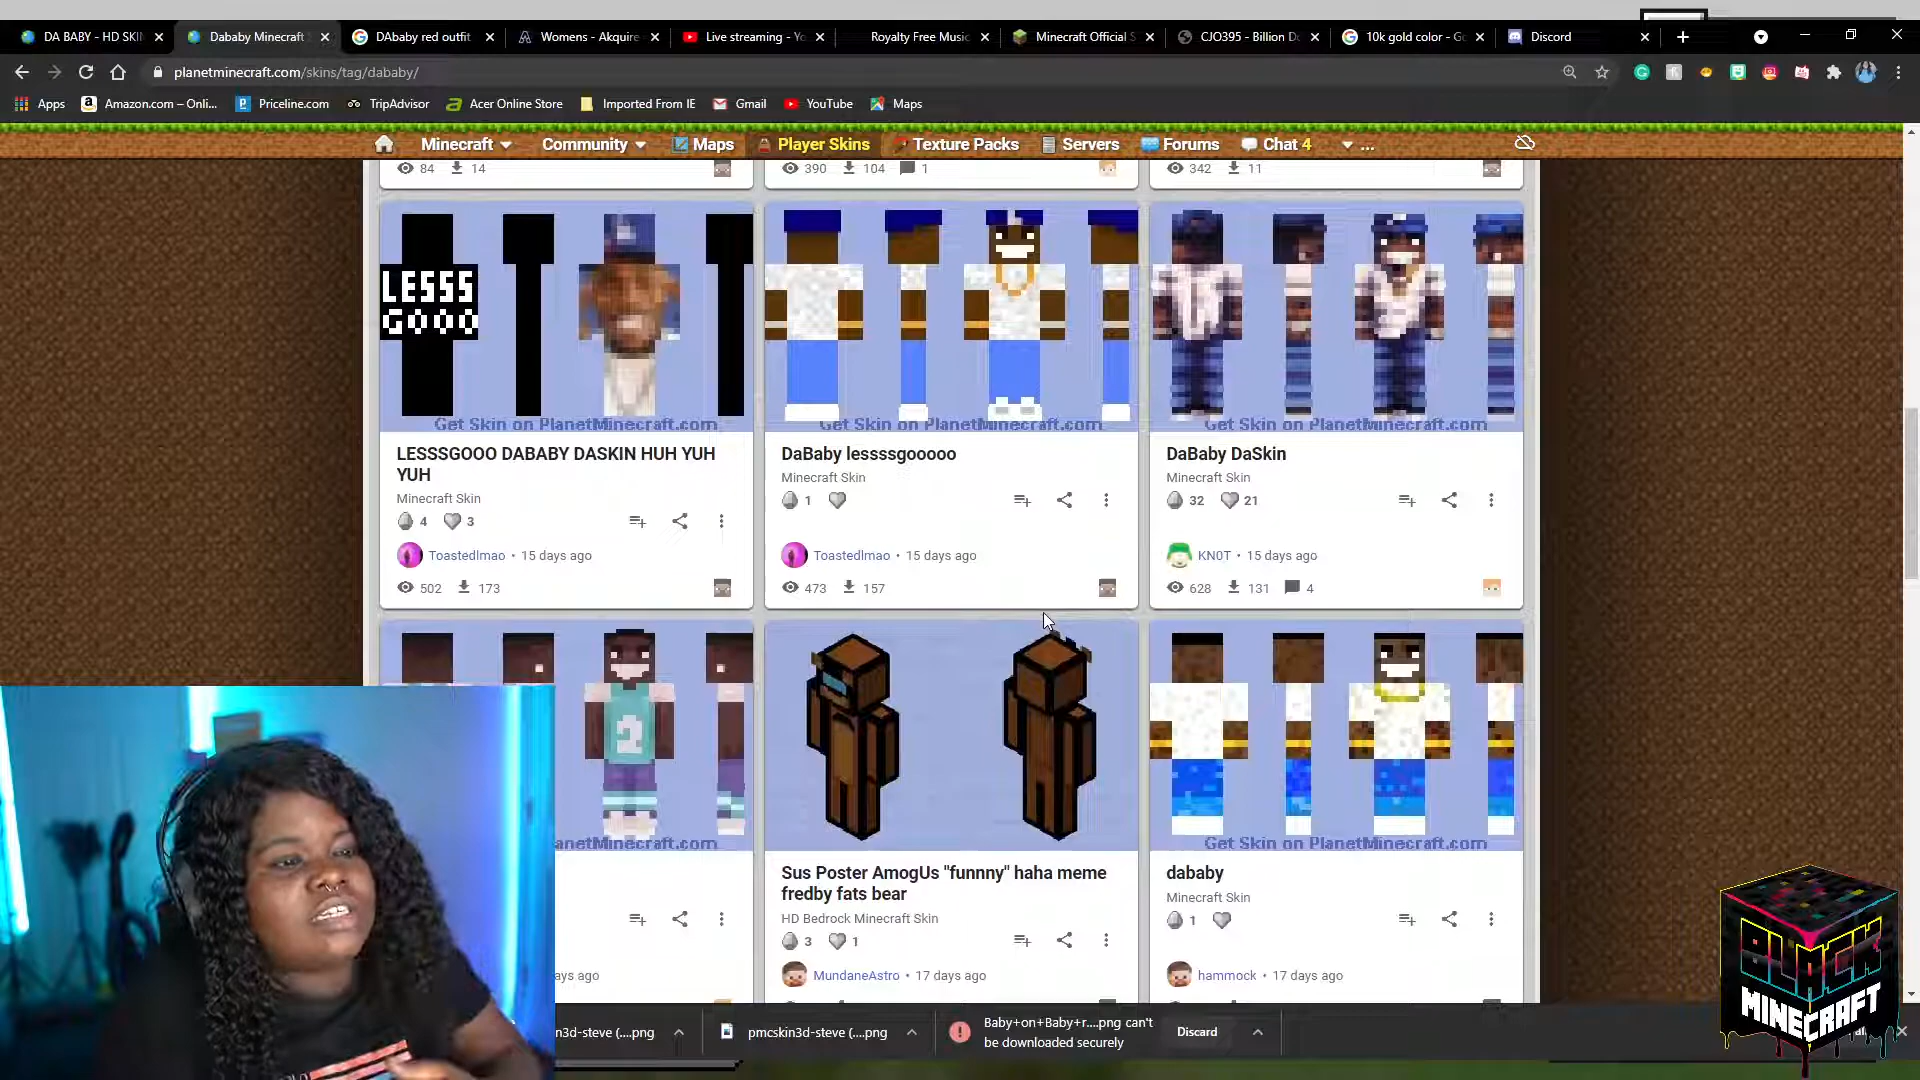 DA BABY - HD SKIN
Dababy Minecraft
DAbaby red outfit
Womens - Akquire
Live streaming - Yo
Royalty Free Music
Minecraft Official S
CJO395 - Billion Du
10k gold color - Go
Discord
planetminecraft.com/skins/tag/dababy/
Apps
Amazon.com – Onli...
Priceline.com
TripAdvisor
Acer Online Store
Imported From IE
Gmail
YouTube
Maps
Minecraft
Community
Maps
Player Skins
Texture Packs
Servers
Forums
Chat 4
...
84 14
390 104 1
342 11
LESSS
GOOO
Get Skin on PlanetMinecraft.com
Get Skin on PlanetMinecraft.com
Get Skin on PlanetMinecraft.com
LESSSGOOO DABABY DASKIN HUH YUH
YUH
Minecraft Skin
4 3
Toastedlmao • 15 days ago
502 173
DaBaby lessssgooooo
Minecraft Skin
1
Toastedlmao • 15 days ago
473 157
DaBaby DaSkin
Minecraft Skin
32 21
KN0T • 15 days ago
628 131 4
2
anetMinecraft.com
ays ago
Sus Poster AmogUs "funnny" haha meme
fredby fats bear
HD Bedrock Minecraft Skin
3 1
MundaneAstro • 17 days ago
Get Skin on PlanetMinecraft.com
dababy
Minecraft Skin
1
hammock • 17 days ago
n3d-steve (....png
pmcskin3d-steve (....png
Baby+on+Baby+r....png can't
be downloaded securely
Discard
BLACK
MINECRAFT